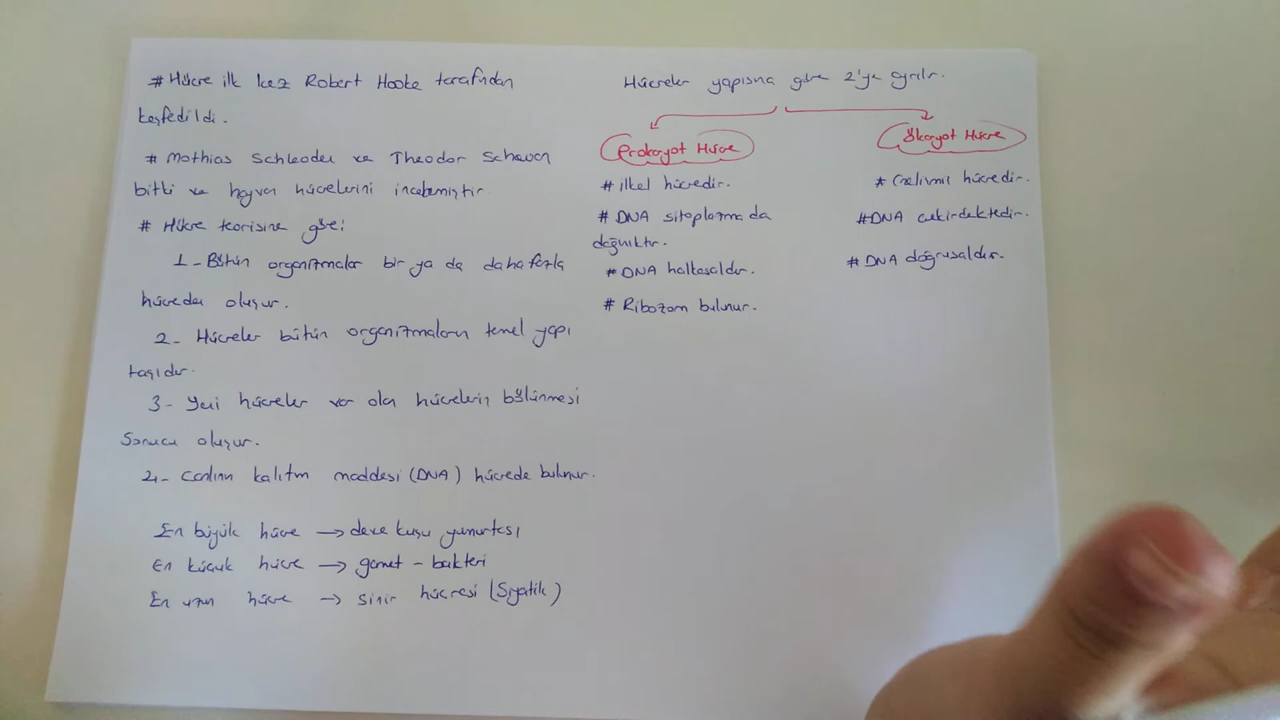 # Hücre ilk kez Robert Hooke tarafından
keşfedildi.
# Mathias Schleoden ve Theodor Schawan
bitki ve hayvan hücrelerini incelemiştir.
# Hücre teorisine göre;
1- Bütün organizmalar bir ya da daha fazla
hücreden oluşur.
2- Hücreler bütün organizmaların temel yapı
taşıdır.
3- Yeni hücreler var olan hücrelerin bölünmesi
sonucu oluşur.
4- Canlının kalıtım maddesi (DNA) hücrede bulunur.
En büyük hücre → deve kuşu yumurtası
En küçük hücre → gamet - bakteri
En uzun hücre → sinir hücresi (Siyatik)
Hücreler yapısına göre 2'ye ayrılır.
Prokaryot Hücre
# ilkel hücredir.
# DNA sitoplazmada
dağınıktır.
# DNA halkasaldır.
# Ribozom bulunur.
Ökaryot Hücre
* Gelişmiş hücredir.
# DNA çekirdektedir.
# DNA doğrusaldır.